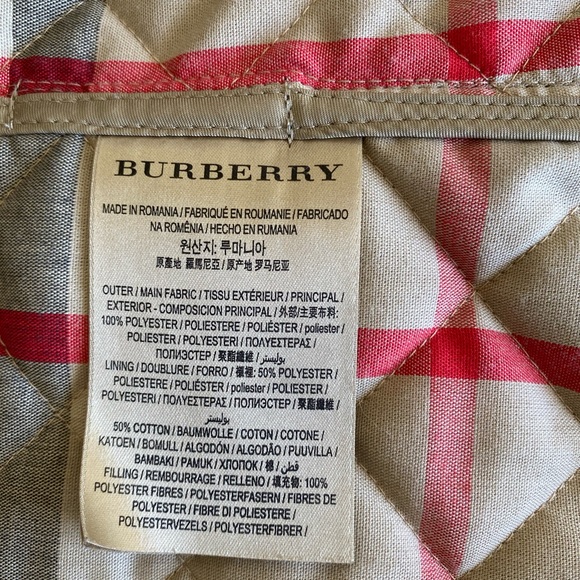 BURBERRY
MADE IN ROMANIA / FABRIQUÉ EN ROUMANIE / FABRICADO
NA ROMÊNIA / HECHO EN RUMANIA
원산지: 루마니아
原產地 羅馬尼亞 / 原产地 罗马尼亚
OUTER / MAIN FABRIC / TISSU EXTÉRIEUR / PRINCIPAL /
EXTERIOR - COMPOSICION PRINCIPAL / 外部/主要布料:
100% POLYESTER / POLIESTERE / POLIÉSTER / poliester /
POLIESTER / POLYESTERI / ΠΟΛΥΕΣΤΕΡΑΣ /
ПОЛИЭСТЕР / 聚酯纖維 / بوليستر
LINING / DOUBLURE / FORRO / 襯裡: 50% POLYESTER /
POLIESTERE / POLIÉSTER / poliester / POLIESTER /
POLYESTERI / ΠΟΛΥΕΣΤΕΡΑΣ / ПОЛИЭСТЕР / 聚酯纖維 /
بوليستر
50% COTTON / BAUMWOLLE / COTON / COTONE /
KATOEN / BOMULL / ALGODÓN / ALGODÃO / PUUVILLA /
BAMBAKI / PAMUK / ХЛОПОК / 棉 / قطن /
FILLING / REMBOURRAGE / RELLENO / 填充物: 100%
POLYESTER FIBRES / POLYESTERFASERN / FIBRES DE
POLYESTER / FIBRE DI POLIESTERE /
POLYESTERVEZELS / POLYESTERFIBRER /